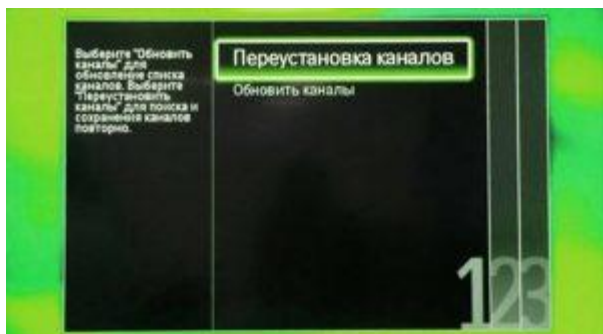 Выберите "Обновить
каналы" для
обновление списка
каналов. Выберите
"Переустановить
каналы" для поиска и
сохранения каналов
повторно.
Переустановка каналов
Обновить каналы
123